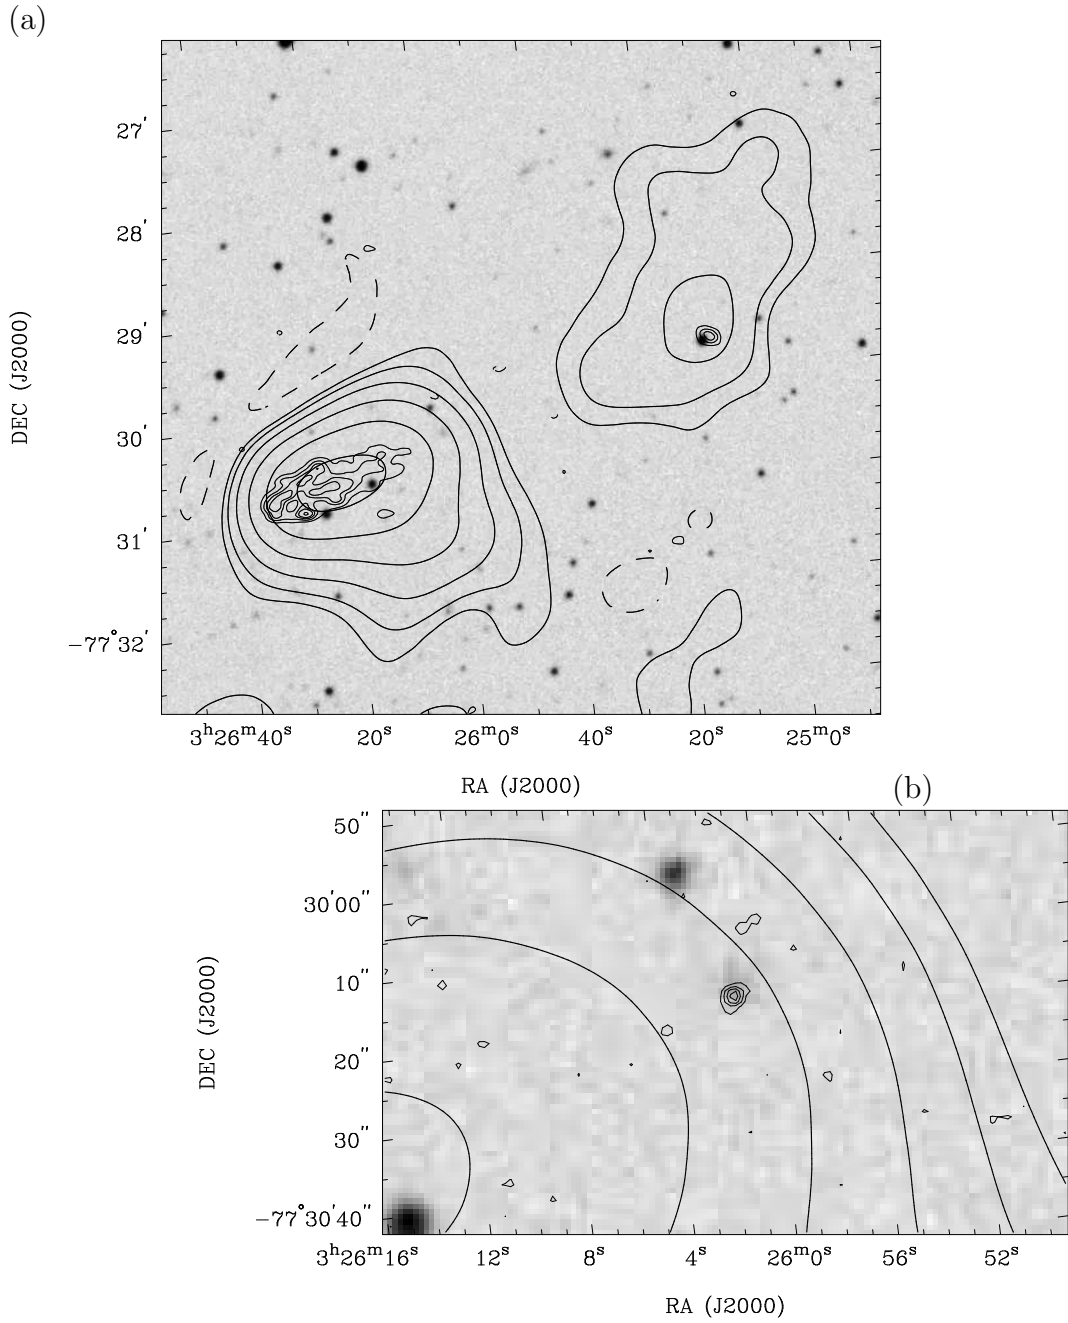 (a)
27′
28′
29′
30′
31′
−77°32′
DEC (J2000)
3ʰ26ᵐ40ˢ 20ˢ 26ᵐ0ˢ 40ˢ 20ˢ 25ᵐ0ˢ
RA (J2000)
(b)
50″
30′00″
10″
20″
30″
−77°30′40″
DEC (J2000)
3ʰ26ᵐ16ˢ 12ˢ 8ˢ 4ˢ 26ᵐ0ˢ 56ˢ 52ˢ
RA (J2000)